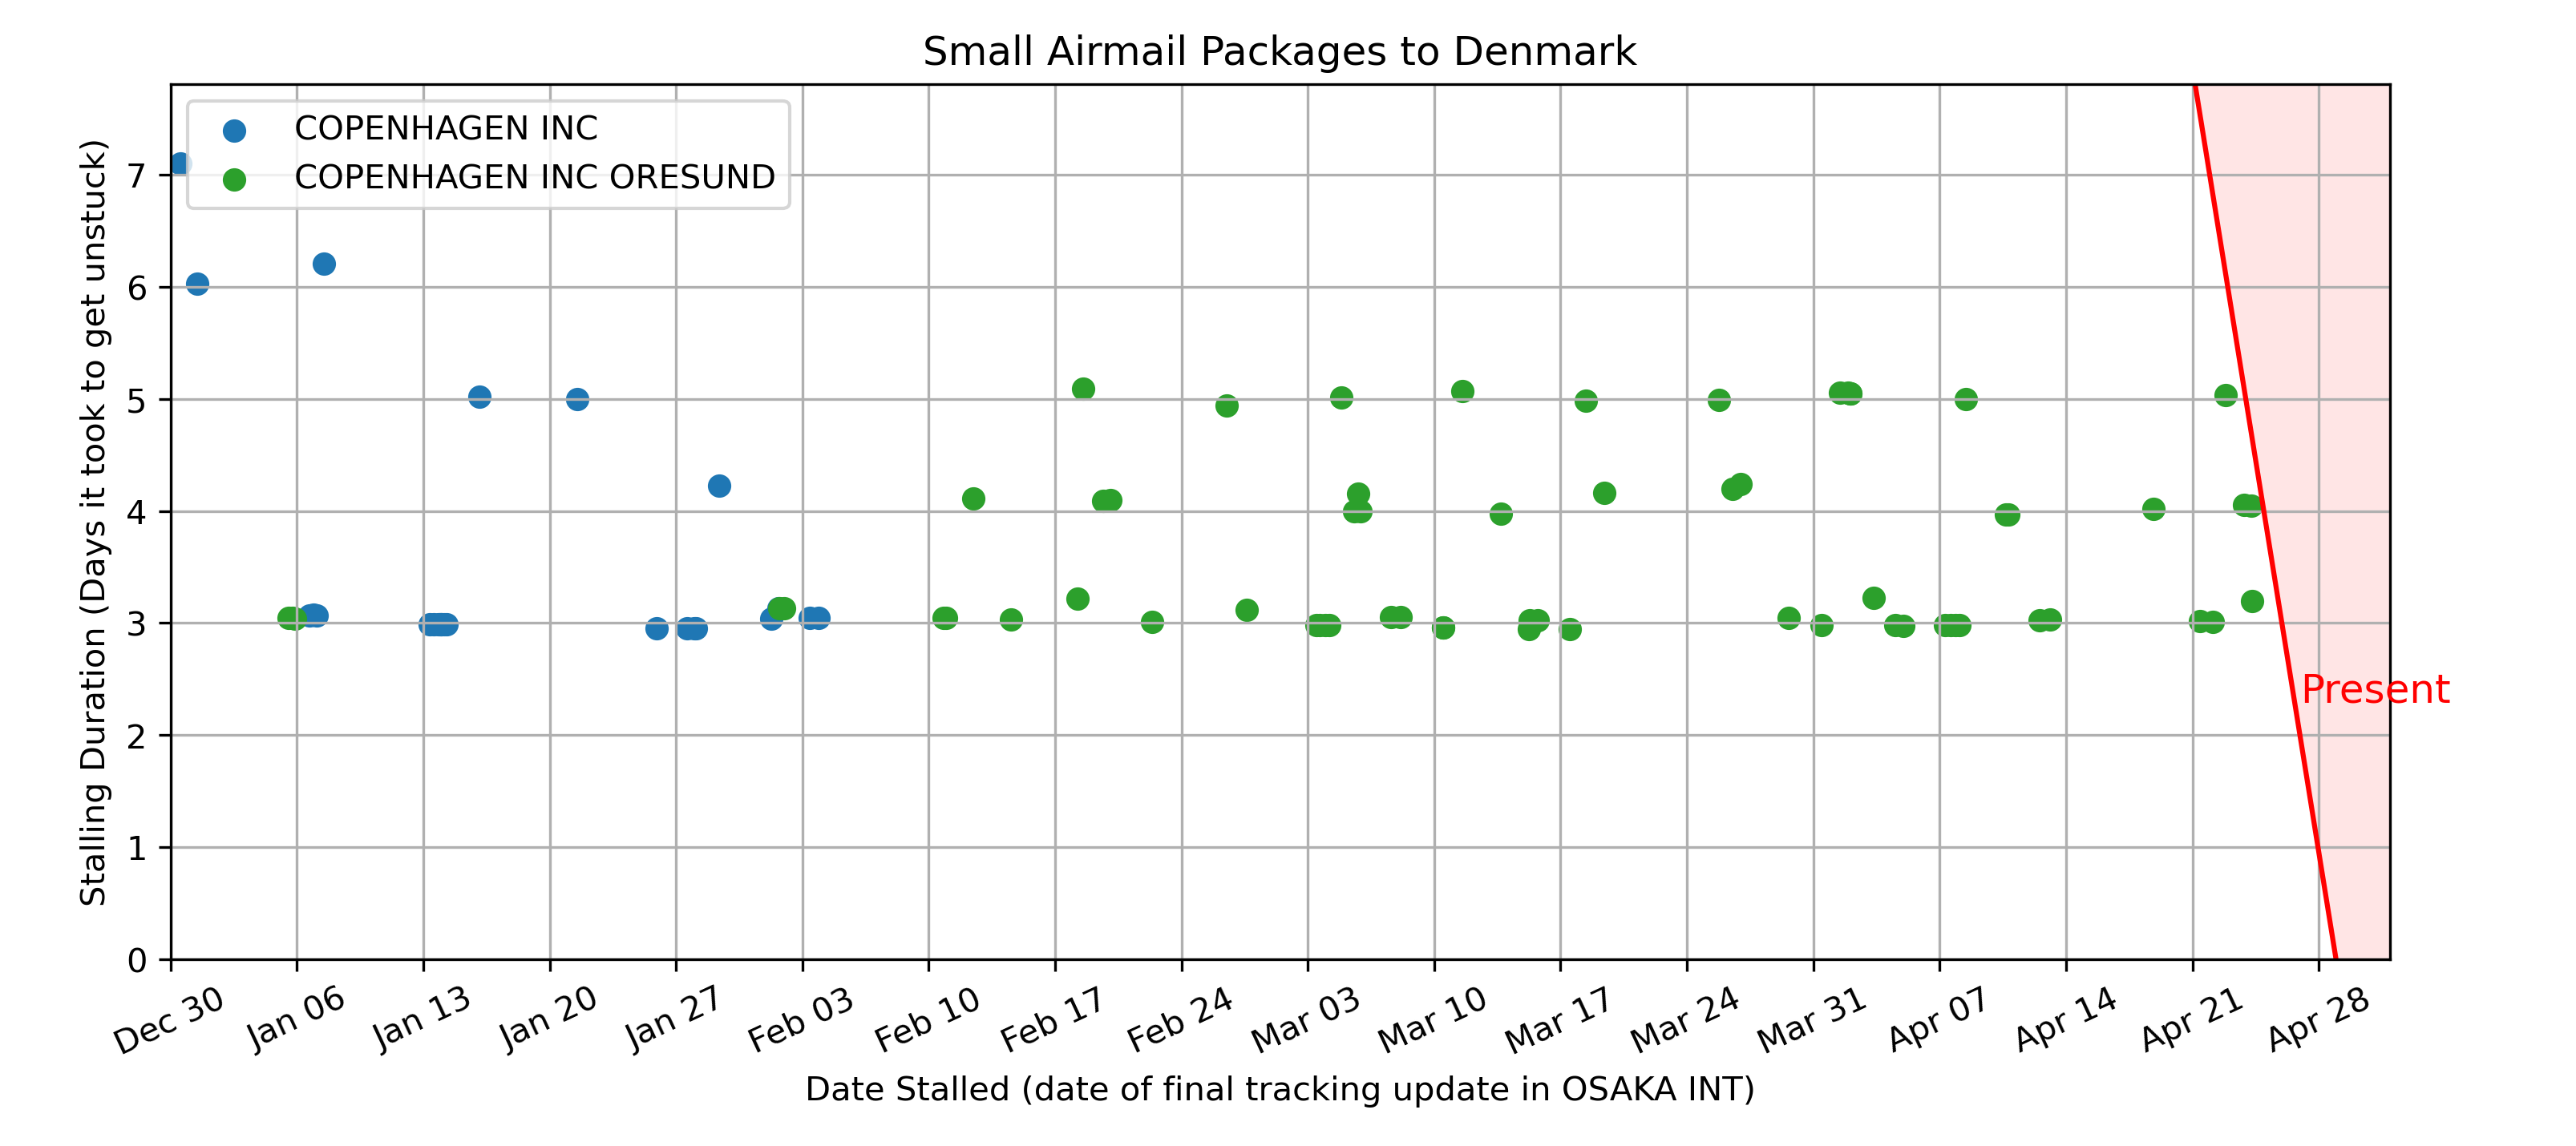 Small Airmail Packages to Denmark
COPENHAGEN INC
COPENHAGEN INC ORESUND
Stalling Duration (Days it took to get unstuck)
7
6
5
4
3
2
1
0
Present
Dec 30
Jan 06
Jan 13
Jan 20
Jan 27
Feb 03
Feb 10
Feb 17
Feb 24
Mar 03
Mar 10
Mar 17
Mar 24
Mar 31
Apr 07
Apr 14
Apr 21
Apr 28
Date Stalled (date of final tracking update in OSAKA INT)